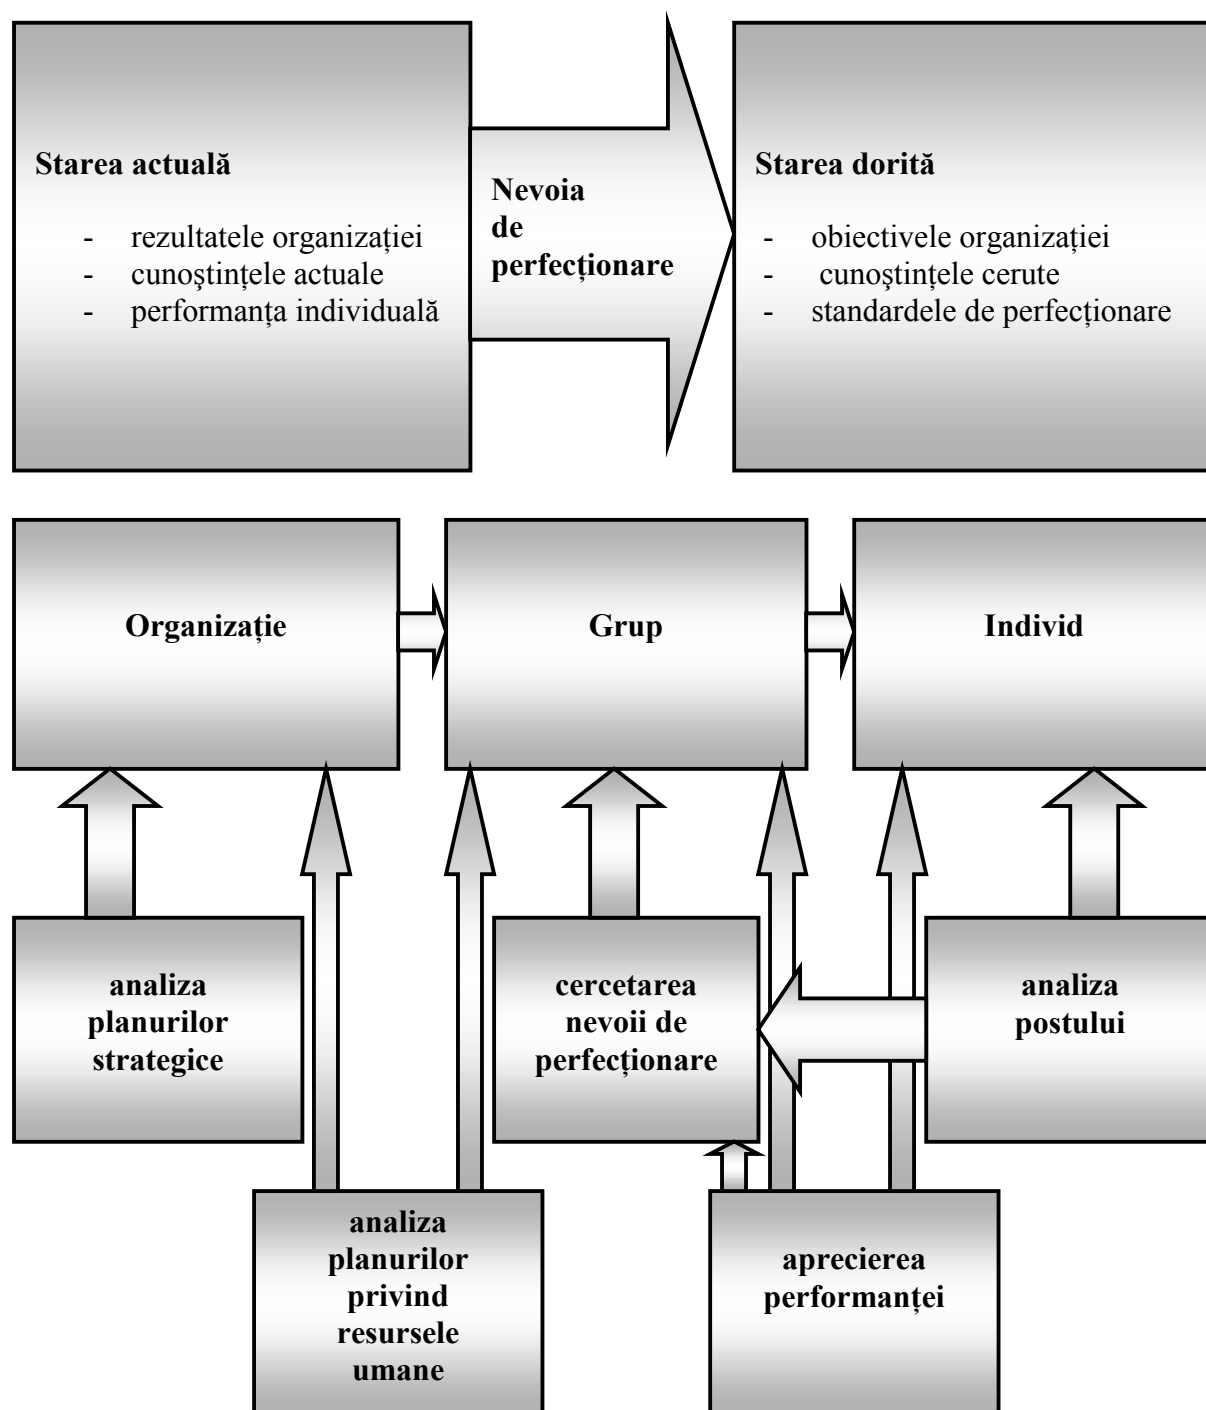 Starea actuală
- rezultatele organizației
- cunoştințele actuale
- performanța individuală
Nevoia
de
perfecționare
Starea dorită
- obiectivele organizației
- cunoştințele cerute
- standardele de perfecționare
Organizație
Grup
Individ
analiza
planurilor
strategice
cercetarea
nevoii de
perfecționare
analiza
postului
analiza
planurilor
privind
resursele
umane
aprecierea
performanței